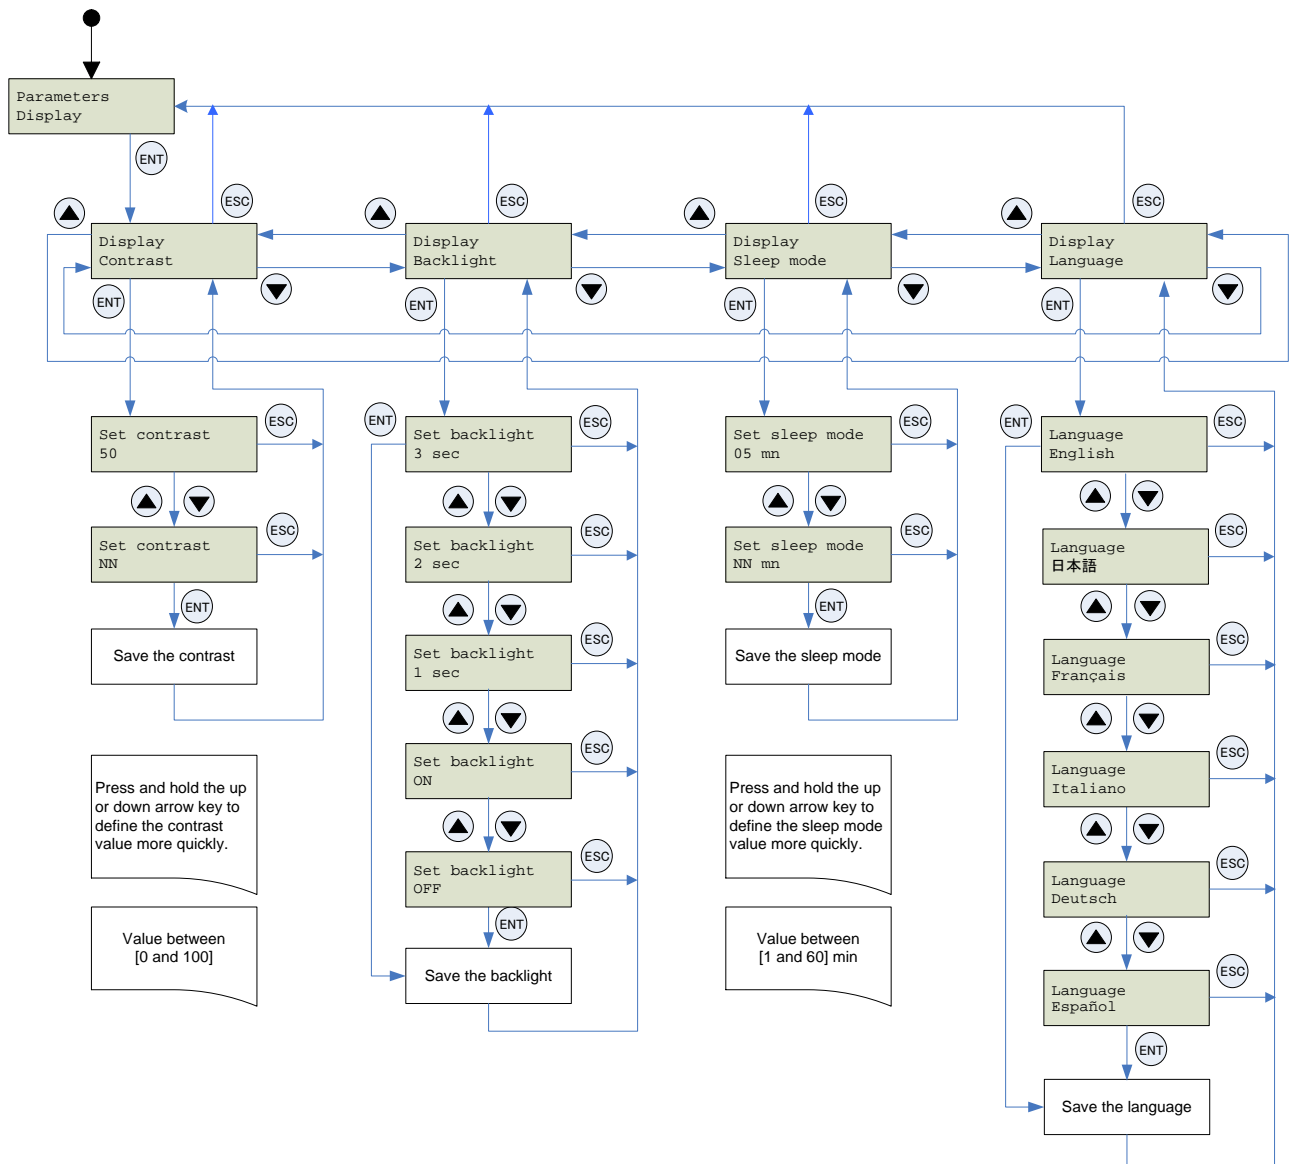 Parameters
Display
ENT
ESC
ESC
ESC
ESC
Display
Contrast
Display
Backlight
Display
Sleep mode
Display
Language
ENT
ENT
ENT
ENT
Set contrast
50
ESC
ENT
Set backlight
3 sec
ESC
Set sleep mode
05 mn
ESC
ENT
Language
English
ESC
Set contrast
NN
ESC
Set backlight
2 sec
ESC
Set sleep mode
NN mn
ESC
Language
日本語
ESC
ENT
ENT
Save the contrast
Set backlight
1 sec
ESC
Save the sleep mode
Language
Français
ESC
Press and hold the up
or down arrow key to
define the contrast
value more quickly.
Set backlight
ON
ESC
Press and hold the up
or down arrow key to
define the sleep mode
value more quickly.
Language
Italiano
ESC
Set backlight
OFF
ESC
Language
Deutsch
ESC
Value between
[0 and 100]
ENT
Save the backlight
Value between
[1 and 60] min
Language
Español
ESC
ENT
Save the language